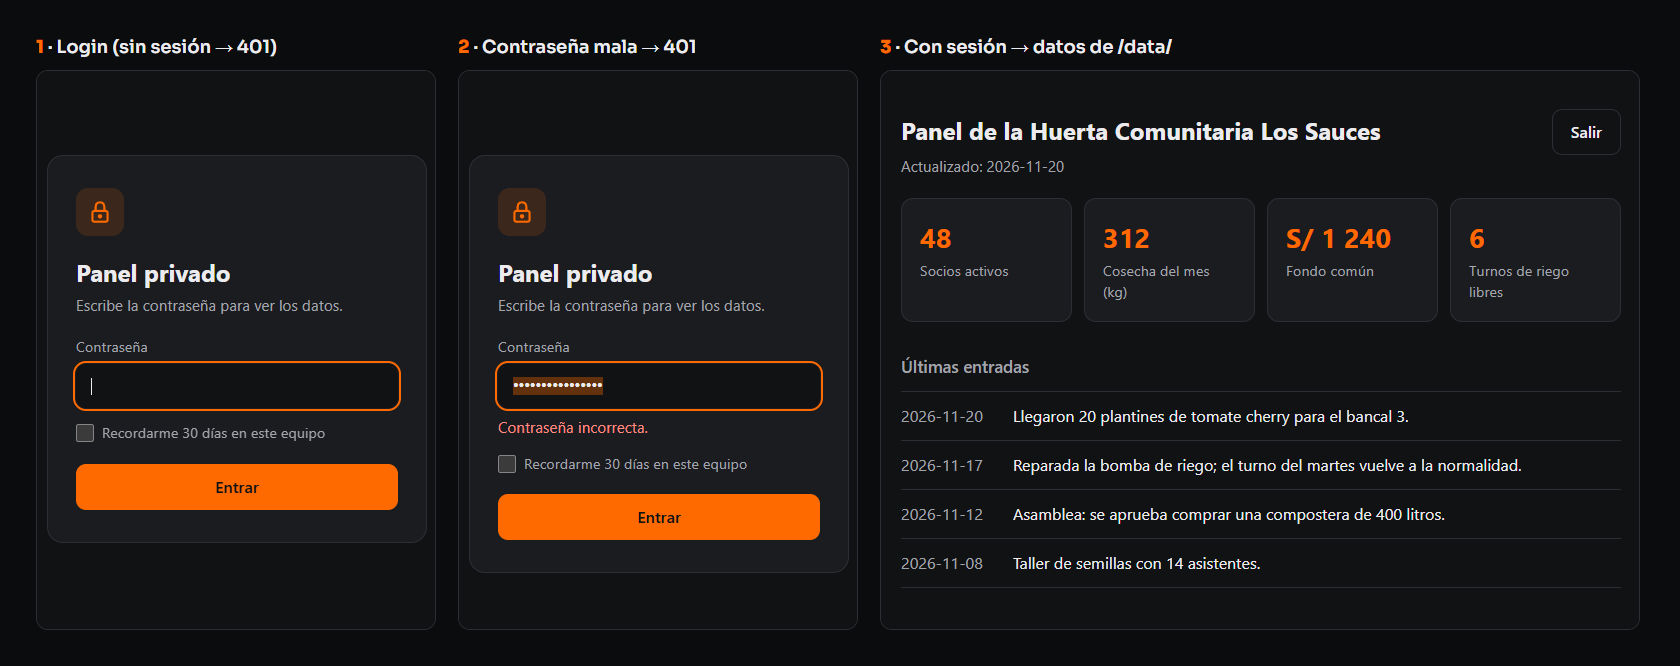 1 · Login (sin sesión → 401)
Panel privado
Escribe la contraseña para ver los datos.
Contraseña
Recordarme 30 días en este equipo
Entrar
2 · Contraseña mala → 401
Panel privado
Escribe la contraseña para ver los datos.
Contraseña
••••••••••••••••
Contraseña incorrecta.
Recordarme 30 días en este equipo
Entrar
3 · Con sesión → datos de /data/
Panel de la Huerta Comunitaria Los Sauces
Salir
Actualizado: 2026-11-20
48
Socios activos
312
Cosecha del mes
(kg)
S/ 1 240
Fondo común
6
Turnos de riego
libres
Últimas entradas
2026-11-20 Llegaron 20 plantines de tomate cherry para el bancal 3.
2026-11-17 Reparada la bomba de riego; el turno del martes vuelve a la normalidad.
2026-11-12 Asamblea: se aprueba comprar una compostera de 400 litros.
2026-11-08 Taller de semillas con 14 asistentes.